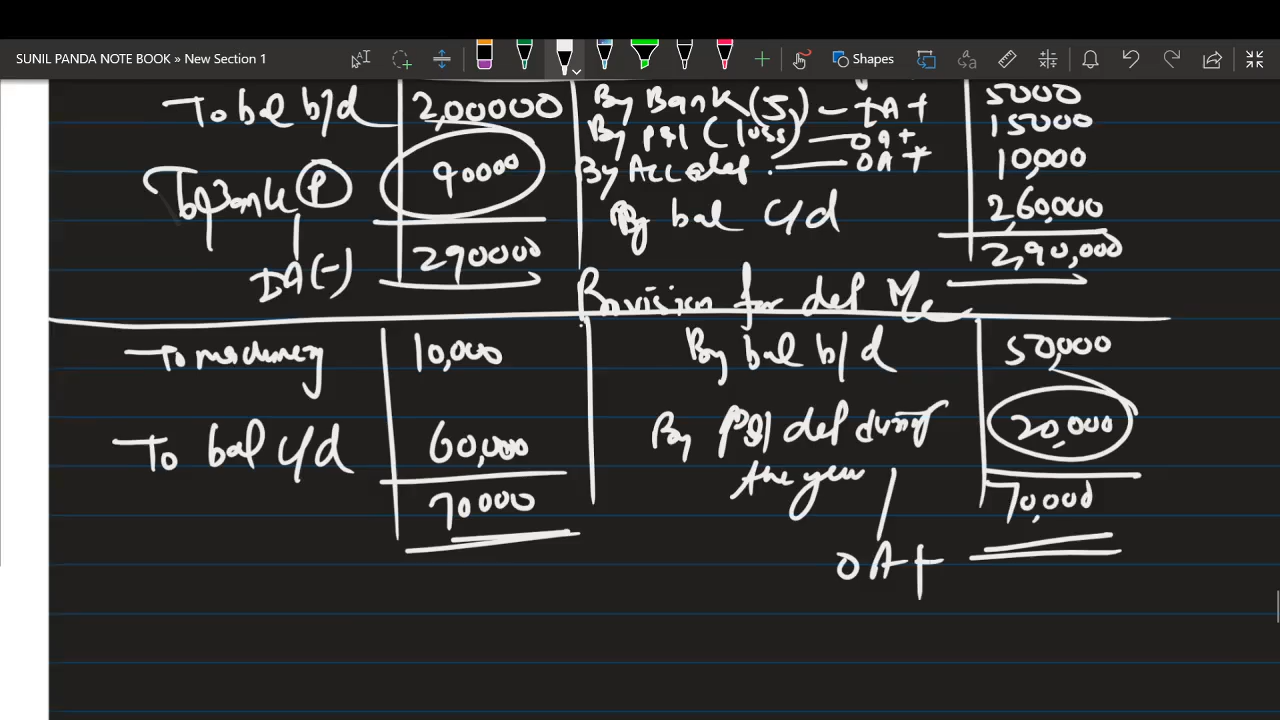 SUNIL PANDA NOTE BOOK » New Section 1
Shapes
To bal b/d 2,00000 By Bank (S) — IA+ 5000
By P&l (loss) — OA+ 15000
To Bank (P) 90000 By Acc dep. — OA+ 10,000
By bal c/d 2,60,000
IA(-) 290000 2,90,000
Provision for dep M/c
To machinery 10,000 By bal b/d 50,000
To bal c/d 60,000 By P&l dep during 20,000
the year
70000 70,000
OA+